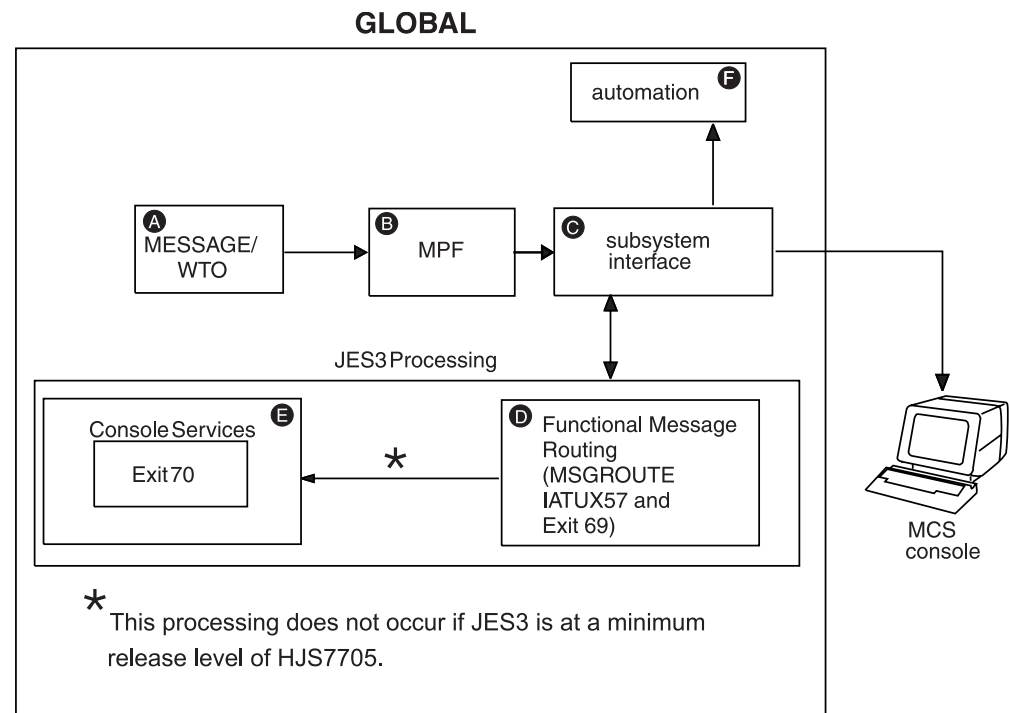 GLOBAL
automation
F
A
MESSAGE/
WTO
B
MPF
C
subsystem
interface
JES3 Processing
E
Console Services
Exit 70
*
D
Functional Message
Routing
(MSGROUTE
IATUX57 and
Exit 69)
MCS
console
* This processing does not occur if JES3 is at a minimum
release level of HJS7705.